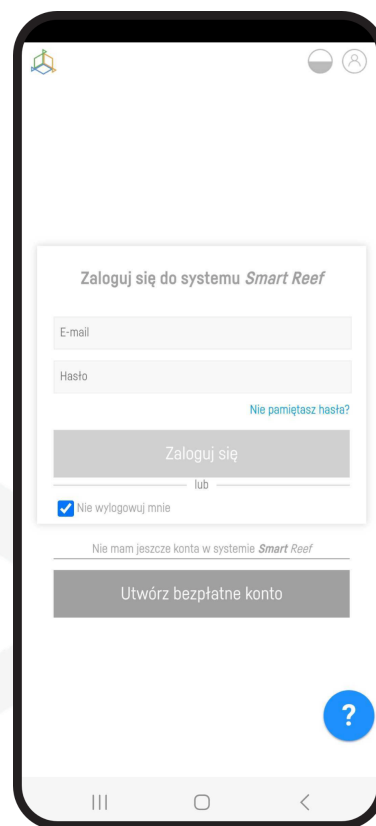 Zaloguj się do systemu Smart Reef
E-mail
Hasło
Nie pamiętasz hasła?
Zaloguj się
lub
Nie wylogowuj mnie
Nie mam jeszcze konta w systemie Smart Reef
Utwórz bezpłatne konto
?